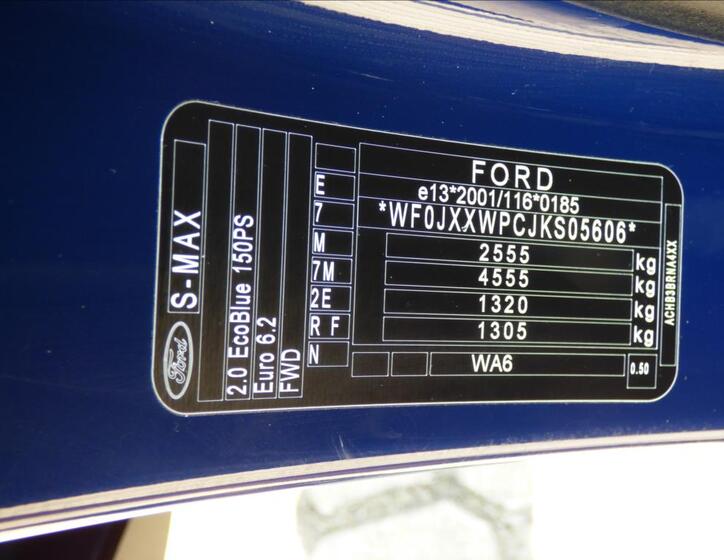 FORD
e13*2001/116*0185
*WF0JXXWPCJKS05606*
2555 kg
4555 kg
1320 kg
1305 kg
WA6
0.50
E
7
M
7M
2E
R F
N
Ford
S-MAX
2.0 EcoBlue 150PS
Euro 6.2
FWD
ACHB3BRNA4XX